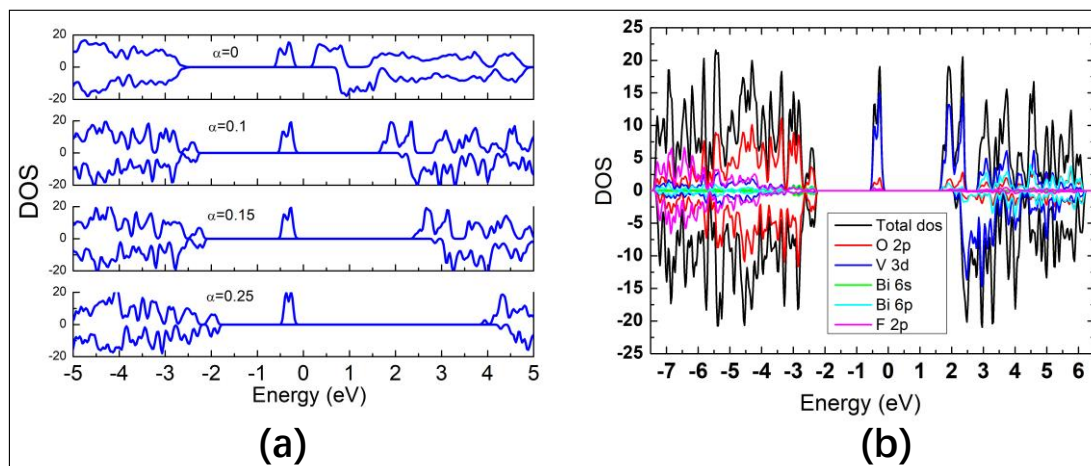 20
0
20
α=0
20
0
20
α=0.1
20
0
20
α=0.15
20
0
20
α=0.25
DOS
-5 -4 -3 -2 -1 0 1 2 3 4 5
Energy (eV)
(a)
25
20
15
10
5
0
-5
-10
-15
-20
-25
DOS
Total dos
O 2p
V 3d
Bi 6s
Bi 6p
F 2p
-7 -6 -5 -4 -3 -2 -1 0 1 2 3 4 5 6
Energy (eV)
(b)